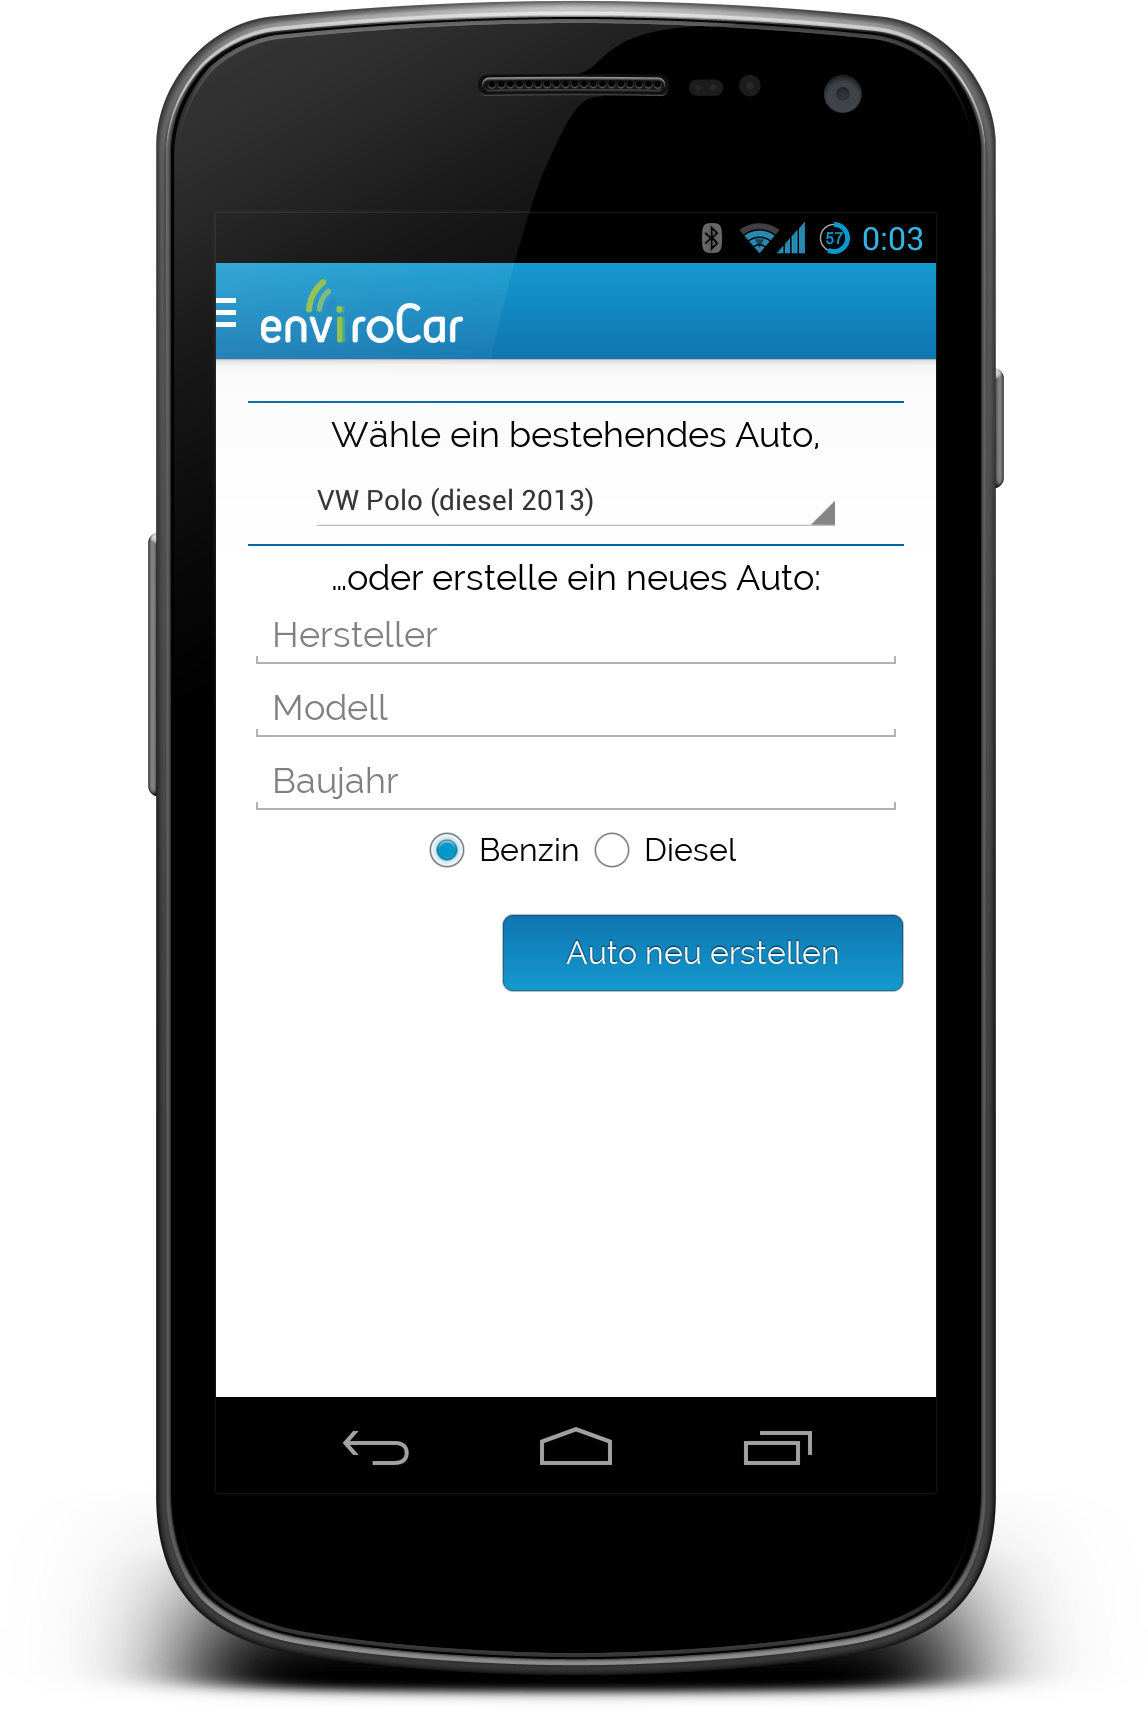 57 0:03
enviroCar
Wähle ein bestehendes Auto,
VW Polo (diesel 2013)
...oder erstelle ein neues Auto:
Hersteller
Modell
Baujahr
Benzin Diesel
Auto neu erstellen